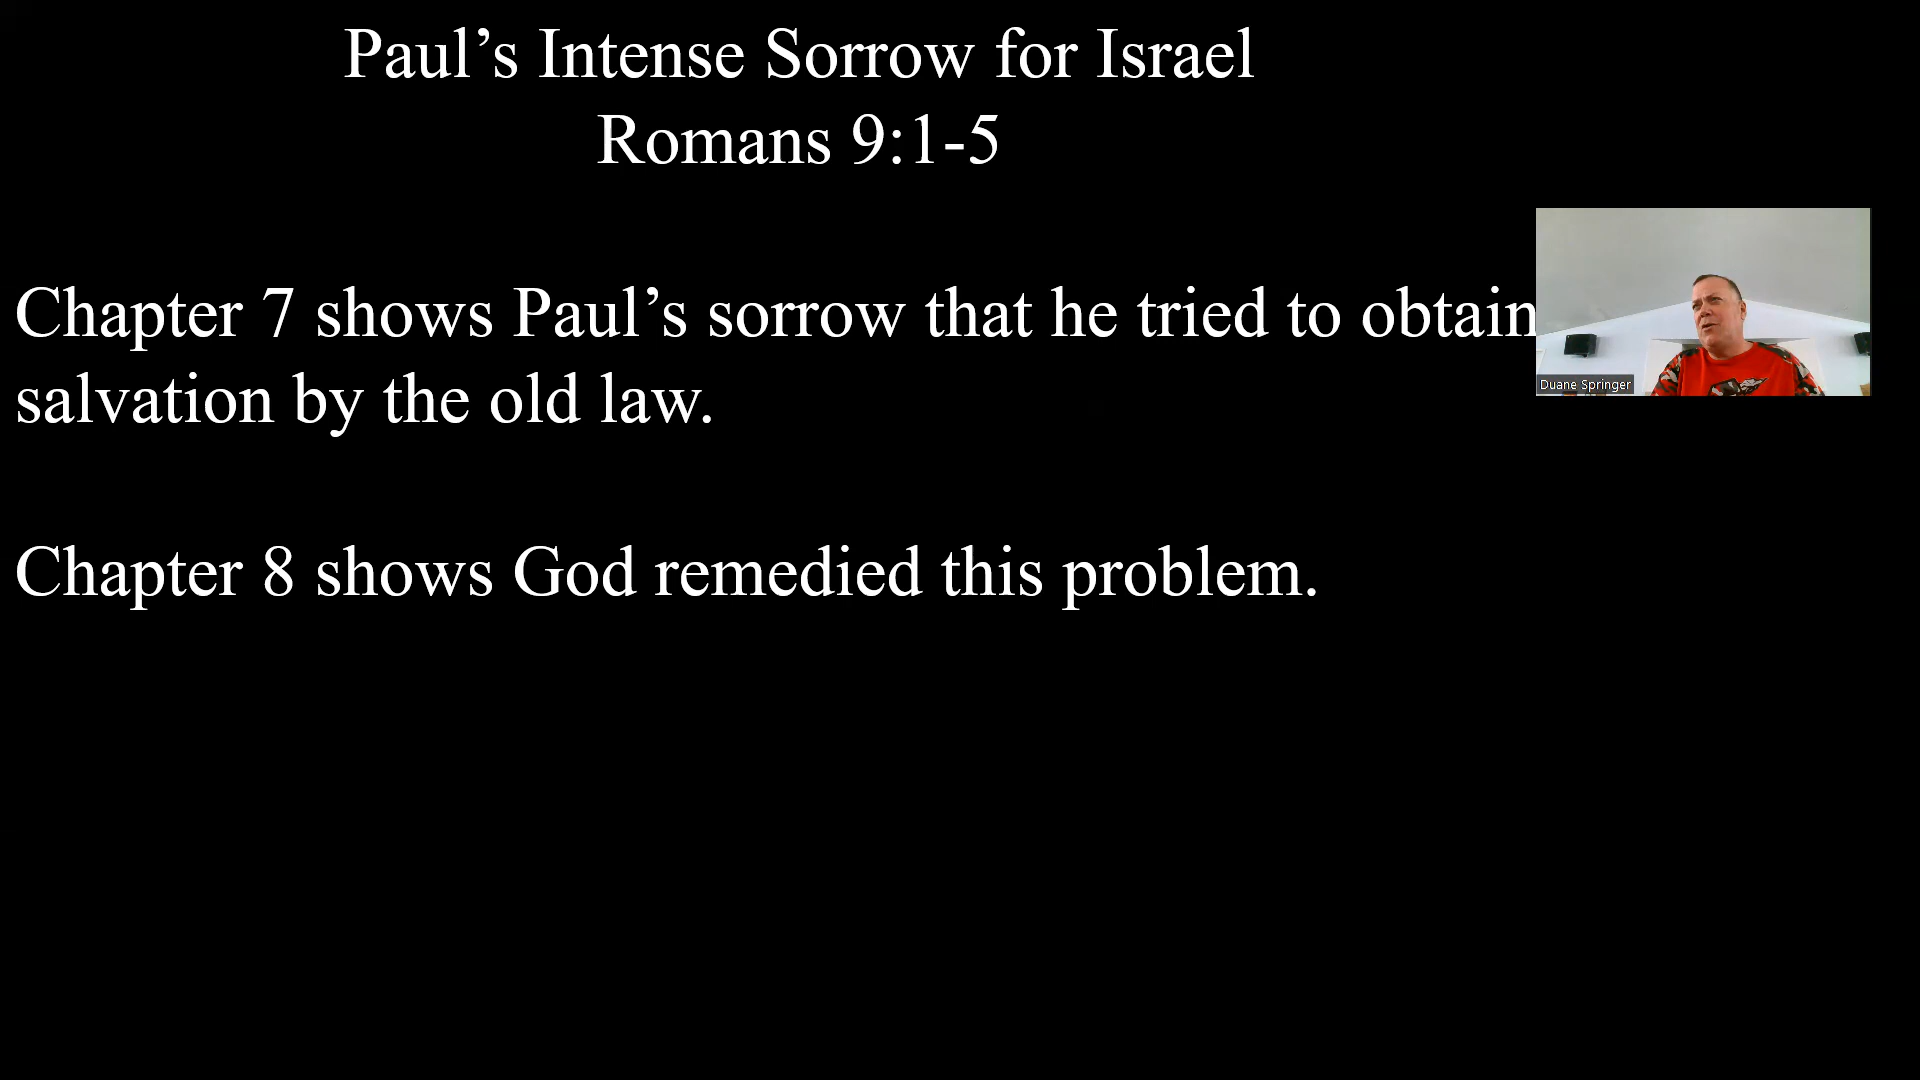 Paul’s Intense Sorrow for Israel
Romans 9:1-5
Chapter 7 shows Paul’s sorrow that he tried to obtain
salvation by the old law.
Duane Springer
Chapter 8 shows God remedied this problem.